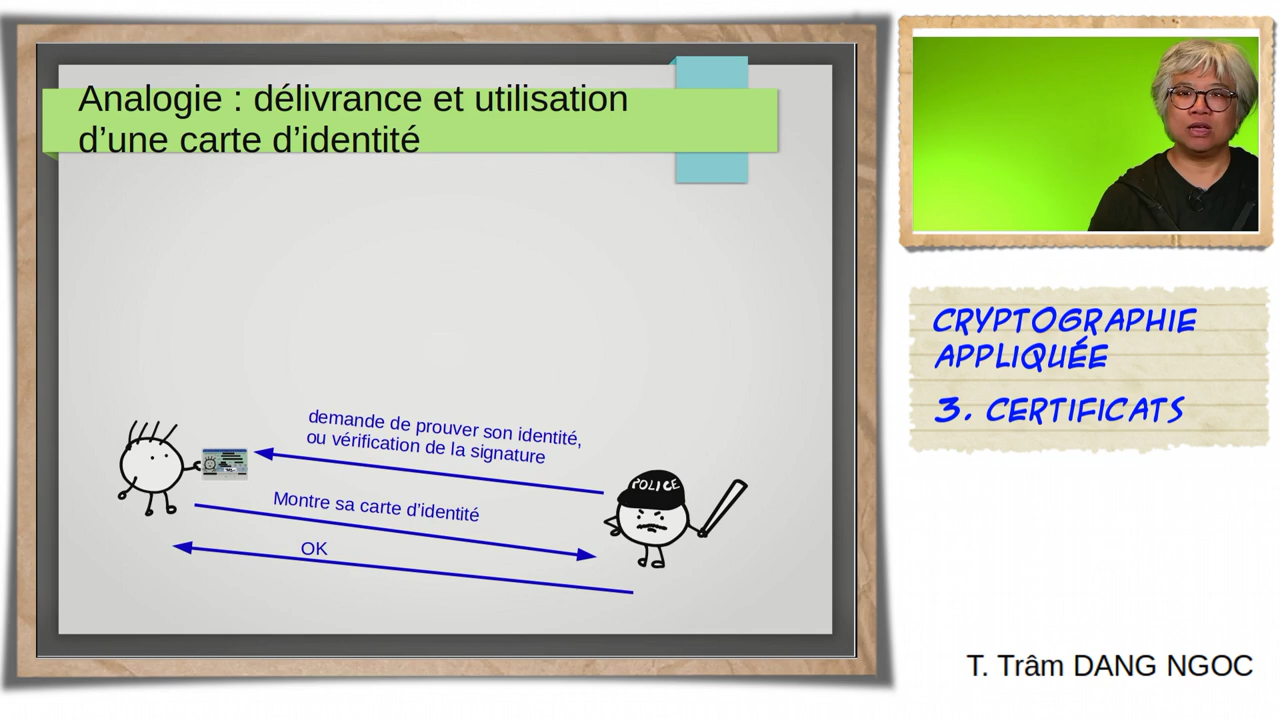 Analogie : délivrance et utilisation
d’une carte d’identité
demande de prouver son identité,
ou vérification de la signature
POLICE
Montre sa carte d’identité
OK
CRYPTOGRAPHIE
APPLIQUÉE
3. CERTIFICATS
T. Trâm DANG NGOC